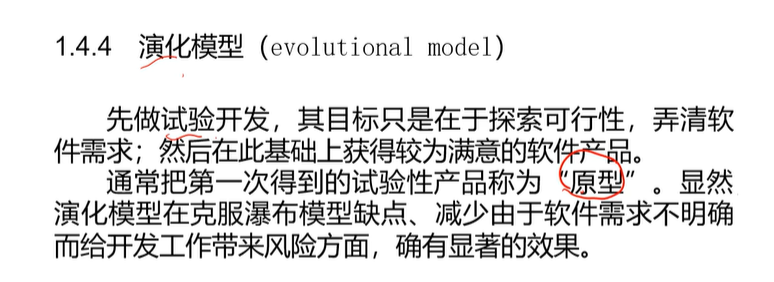 1.4.4 演化模型（evolutional model）
先做试验开发，其目标只是在于探索可行性，弄清软
件需求；然后在此基础上获得较为满意的软件产品。
通常把第一次得到的试验性产品称为“原型”。显然
演化模型在克服瀑布模型缺点、减少由于软件需求不明确
而给开发工作带来风险方面，确有显著的效果。